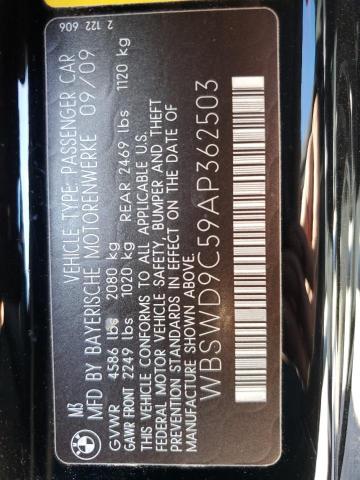 2 122 606
VEHICLE TYPE: PASSENGER CAR
M3 MFD BY BAYERISCHE MOTORENWERKE 09/09
BMW
GVWR 4586 lbs 2080 kg
GAWR FRONT 2249 lbs 1020 kg REAR 2469 lbs 1120 kg
THIS VEHICLE CONFORMS TO ALL APPLICABLE U.S.
FEDERAL MOTOR VEHICLE SAFETY, BUMPER AND THEFT
PREVENTION STANDARDS IN EFFECT ON THE DATE OF
MANUFACTURE SHOWN ABOVE.
WBSWD9C59AP362503